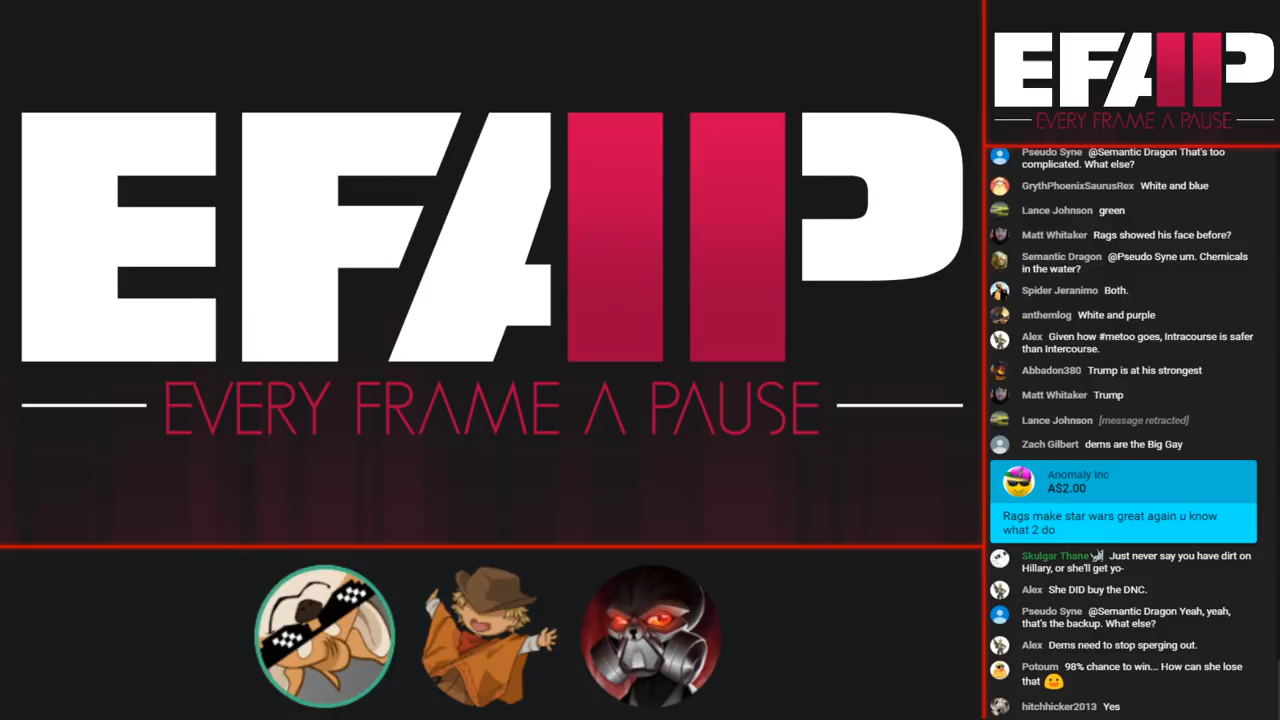 EFAP
EVERY FRAME A PAUSE
EFAP
EVERY FRAME A PAUSE
Pseudo Syne @Semantic Dragon That's too
complicated. What else?
GrythPhoenixSaurusRex White and blue
Lance Johnson green
Matt Whitaker Rags showed his face before?
Semantic Dragon @Pseudo Syne um. Chemicals
in the water?
Spider Jeranimo Both.
anthemlog White and purple
Alex Given how #metoo goes, Intracourse is safer
than Intercourse.
Abbadon380 Trump is at his strongest
Matt Whitaker Trump
Lance Johnson [message retracted]
Zach Gilbert dems are the Big Gay
Anomaly Inc
A$2.00
Rags make star wars great again u know
what 2 do
Skulgar Thane Just never say you have dirt on
Hillary, or she'll get yo-
Alex She DID buy the DNC.
Pseudo Syne @Semantic Dragon Yeah, yeah,
that's the backup. What else?
Alex Dems need to stop sperging out.
Potoum 98% chance to win... How can she lose
that
hitchhicker2013 Yes